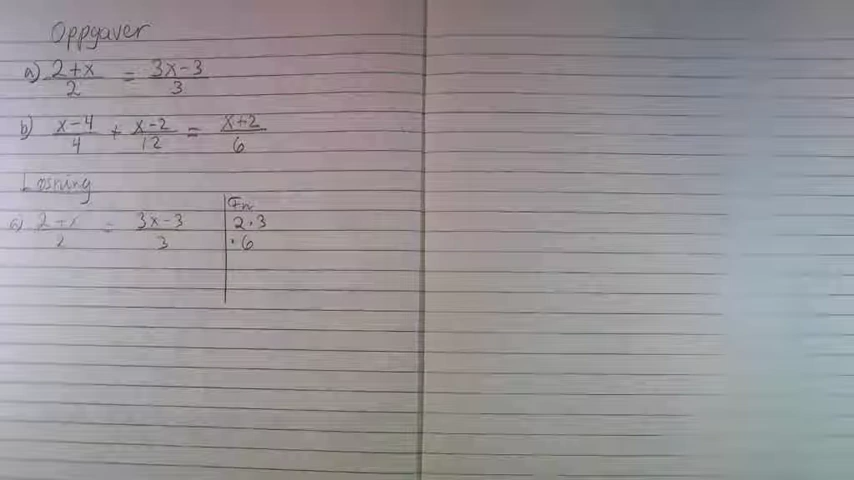 Oppgaver
a) 2+x/2 = 3x-3/3
b) x-4/4 + x-2/12 = x+2/6
Løsning
Fn
a) 2+x/2 = 3x-3/3 2·3
·6